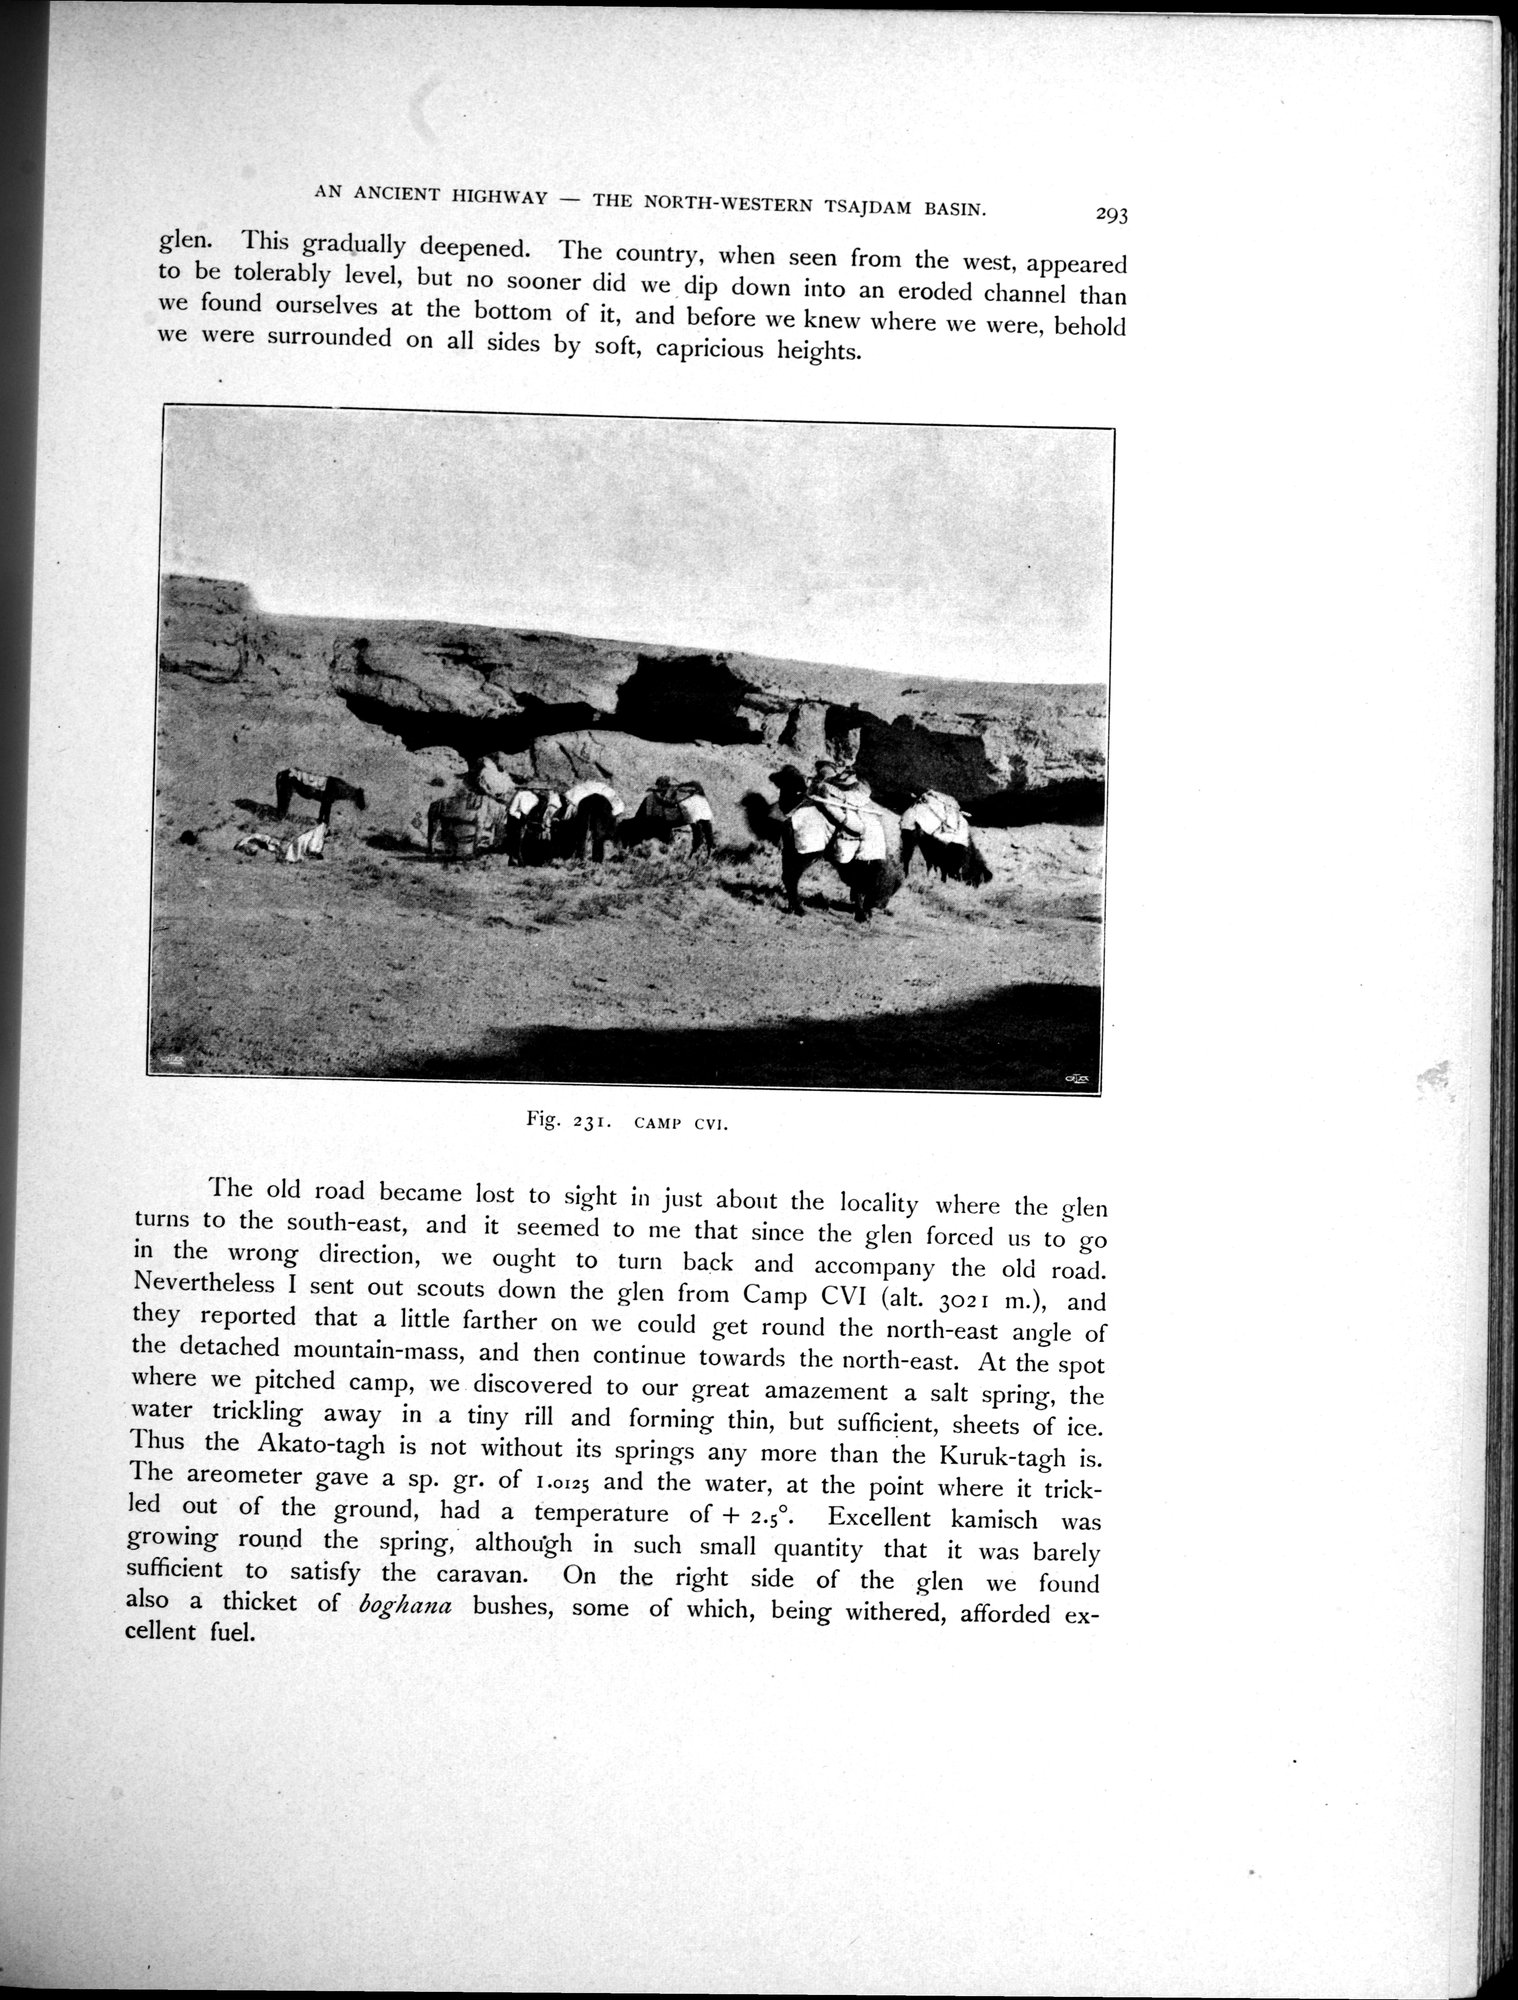 AN ANCIENT HIGHWAY — THE NORTH-WESTERN TSAJDAM BASIN.
293
glen. This gradually deepened. The country, when seen from the west, appeared
to be tolerably level, but no sooner did we dip down into an eroded channel than
we found ourselves at the bottom of it, and before we knew where we were, behold
we were surrounded on all sides by soft, capricious heights.
Fig. 231. CAMP CVI.
The old road became lost to sight in just about the locality where the glen
turns to the south-east, and it seemed to me that since the glen forced us to go
in the wrong direction, we ought to turn back and accompany the old road.
Nevertheless I sent out scouts down the glen from Camp CVI (alt. 3021 m.), and
they reported that a little farther on we could get round the north-east angle of
the detached mountain-mass, and then continue towards the north-east. At the spot
where we pitched camp, we discovered to our great amazement a salt spring, the
water trickling away in a tiny rill and forming thin, but sufficient, sheets of ice.
Thus the Akato-tagh is not without its springs any more than the Kuruk-tagh is.
The areometer gave a sp. gr. of 1.0125 and the water, at the point where it trick-
led out of the ground, had a temperature of + 2.5°. Excellent kamisch was
growing round the spring, although in such small quantity that it was barely
sufficient to satisfy the caravan. On the right side of the glen we found
also a thicket of boghana bushes, some of which, being withered, afforded ex-
cellent fuel.